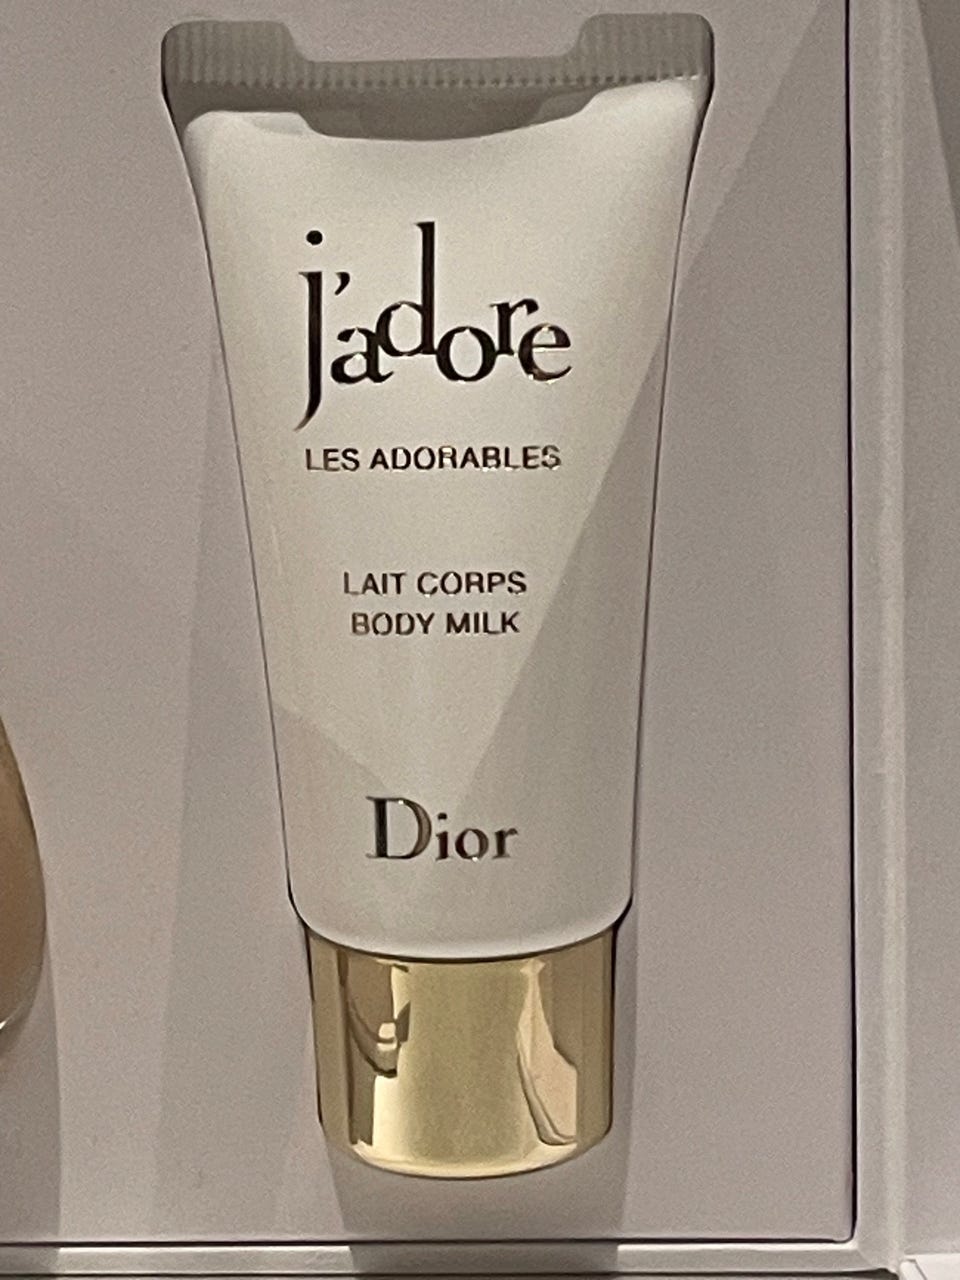 j'adore
LES ADORABLES
LAIT CORPS
BODY MILK
Dior